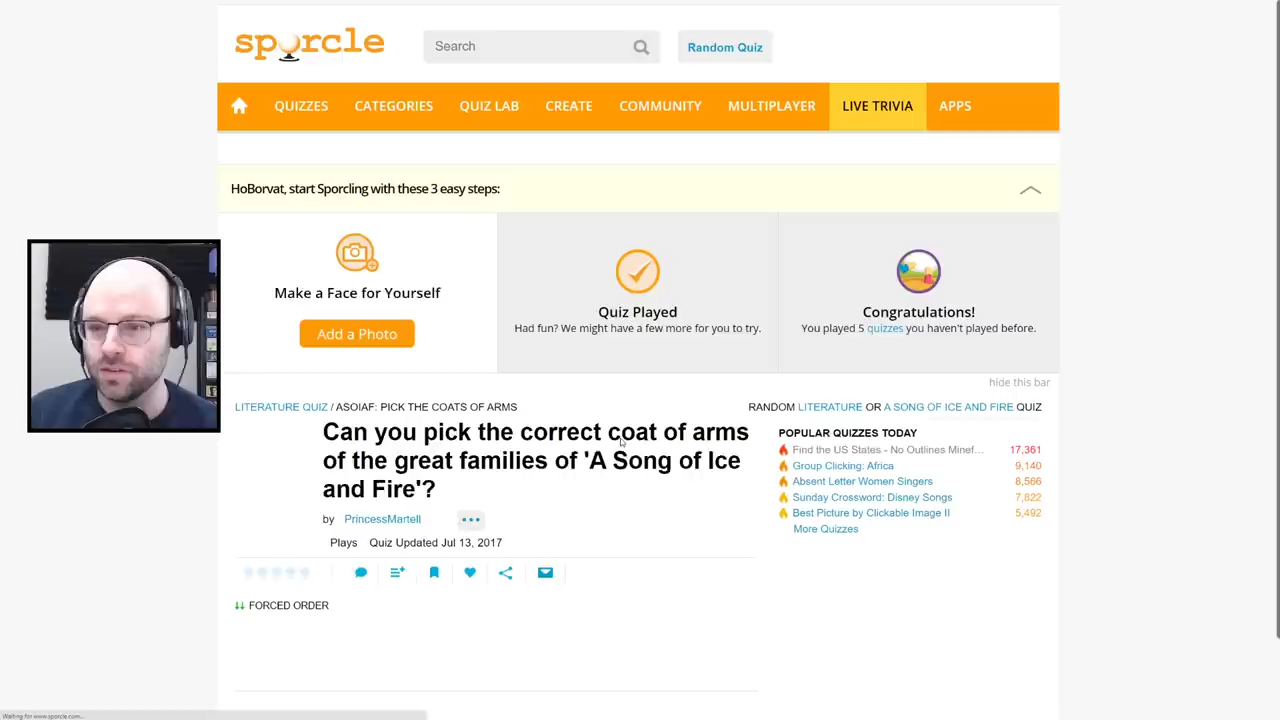 sporcle
Search
Random Quiz
QUIZZES
CATEGORIES
QUIZ LAB
CREATE
COMMUNITY
MULTIPLAYER
LIVE TRIVIA
APPS
HoBorvat, start Sporcling with these 3 easy steps:
Make a Face for Yourself
Add a Photo
Quiz Played
Had fun? We might have a few more for you to try.
Congratulations!
You played 5 quizzes you haven't played before.
hide this bar
LITERATURE QUIZ / ASOIAF: PICK THE COATS OF ARMS
RANDOM LITERATURE OR A SONG OF ICE AND FIRE QUIZ
Can you pick the correct coat of arms
of the great families of 'A Song of Ice
and Fire'?
by PrincessMartell
Plays Quiz Updated Jul 13, 2017
FORCED ORDER
POPULAR QUIZZES TODAY
Find the US States - No Outlines Minef... 17,361
Group Clicking: Africa 9,140
Absent Letter Women Singers 8,566
Sunday Crossword: Disney Songs 7,822
Best Picture by Clickable Image II 5,492
More Quizzes
Waiting for www.sporcle.com...